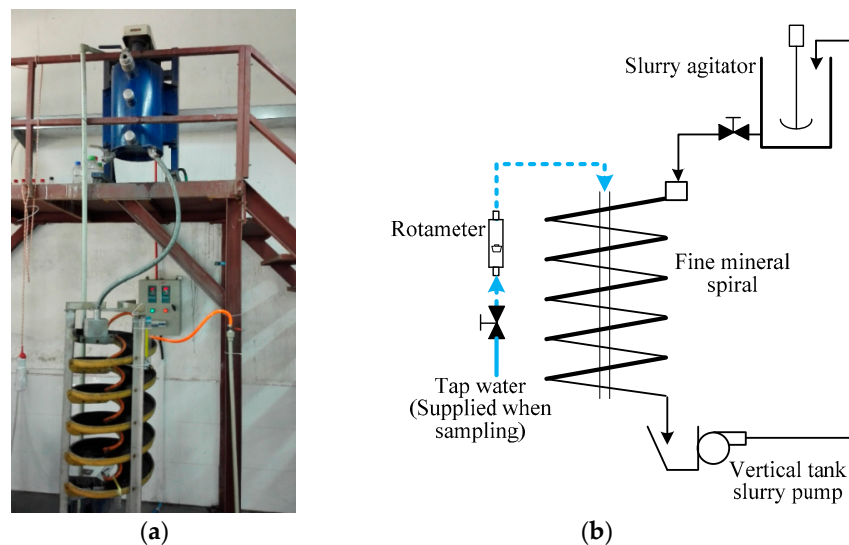 Slurry agitator
Rotameter
Fine mineral
spiral
Tap water
(Supplied when
sampling)
Vertical tank
slurry pump
(a)
(b)